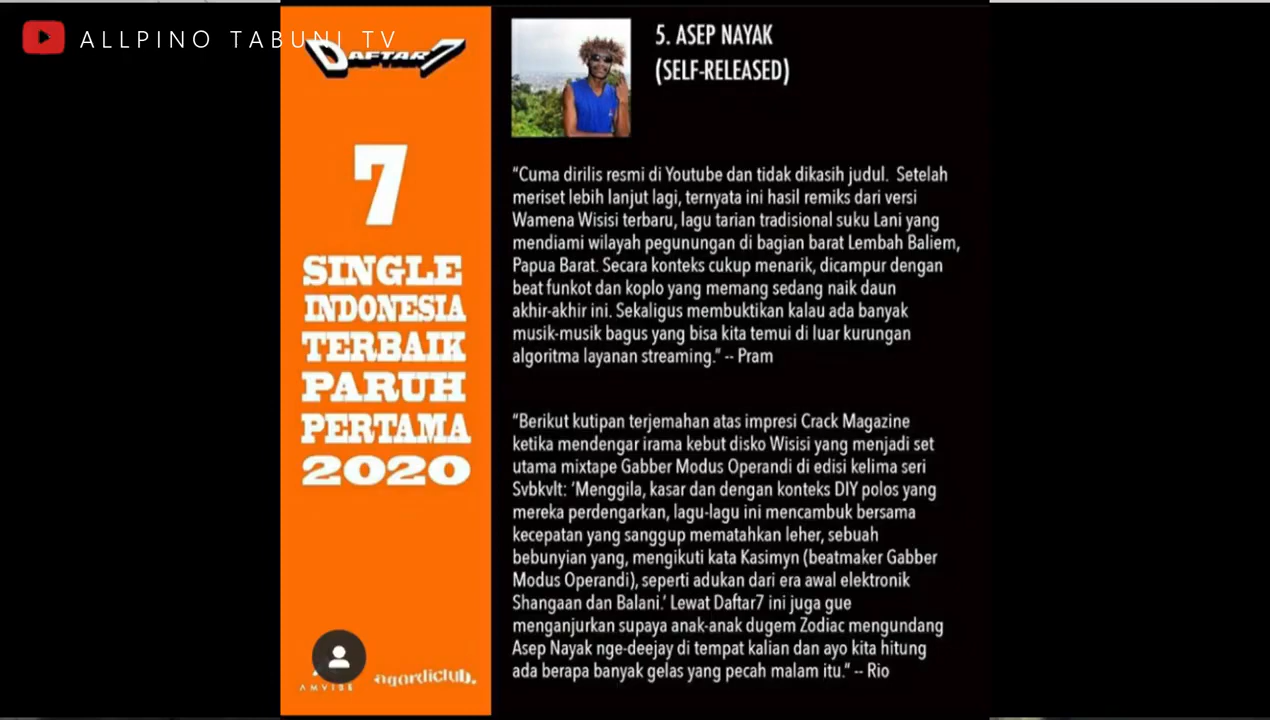 ALLPINO TABUNI TV
DAFTAR7
7
SINGLE
INDONESIA
TERBAIK
PARUH
PERTAMA
2020
AMVIBE
agordiclub.
5. ASEP NAYAK
(SELF-RELEASED)
“Cuma dirilis resmi di Youtube dan tidak dikasih judul. Setelah
meriset lebih lanjut lagi, ternyata ini hasil remiks dari versi
Wamena Wisisi terbaru, lagu tarian tradisional suku Lani yang
mendiami wilayah pegunungan di bagian barat Lembah Baliem,
Papua Barat. Secara konteks cukup menarik, dicampur dengan
beat funkot dan koplo yang memang sedang naik daun
akhir-akhir ini. Sekaligus membuktikan kalau ada banyak
musik-musik bagus yang bisa kita temui di luar kurungan
algoritma layanan streaming.” -- Pram
“Berikut kutipan terjemahan atas impresi Crack Magazine
ketika mendengar irama kebut disko Wisisi yang menjadi set
utama mixtape Gabber Modus Operandi di edisi kelima seri
Svbkvlt: ‘Menggila, kasar dan dengan konteks DIY polos yang
mereka perdengarkan, lagu-lagu ini mencambuk bersama
kecepatan yang sanggup mematahkan leher, sebuah
bebunyian yang, mengikuti kata Kasimyn (beatmaker Gabber
Modus Operandi), seperti adukan dari era awal elektronik
Shangaan dan Balani.’ Lewat Daftar7 ini juga gue
menganjurkan supaya anak-anak dugem Zodiac mengundang
Asep Nayak nge-deejay di tempat kalian dan ayo kita hitung
ada berapa banyak gelas yang pecah malam itu.” -- Rio